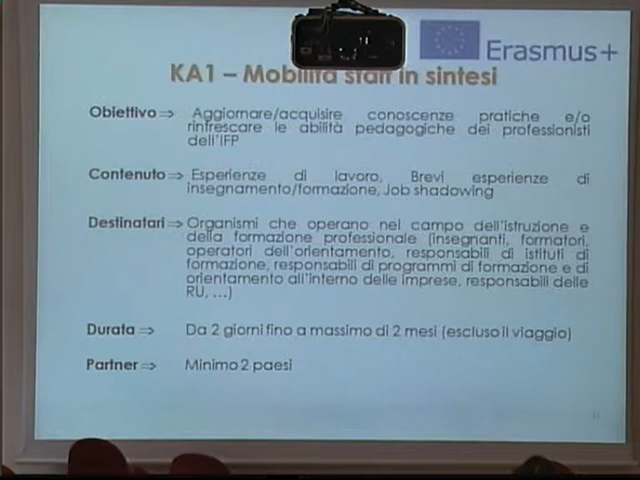 Erasmus+
KA1 – Mobilità staff in sintesi
Obiettivo ⇒ Aggiornare/acquisire conoscenze pratiche e/o
rinfrescare le abilità pedagogiche dei professionisti
dell'IFP
Contenuto ⇒ Esperienze di lavoro, Brevi esperienze di
insegnamento/formazione, Job shadowing
Destinatari ⇒ Organismi che operano nel campo dell'istruzione e
della formazione professionale (insegnanti, formatori,
operatori dell'orientamento, responsabili di istituti di
formazione, responsabili di programmi di formazione e di
orientamento all'interno delle imprese, responsabili delle
RU, ...)
Durata ⇒ Da 2 giorni fino a massimo di 2 mesi (escluso il viaggio)
Partner ⇒ Minimo 2 paesi